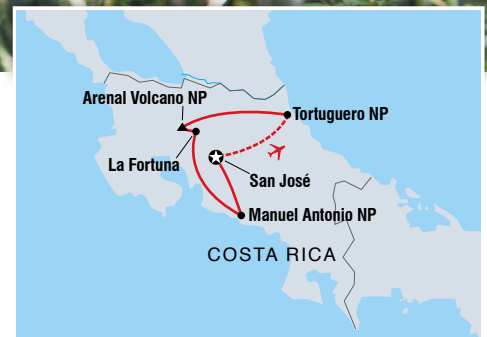 Arenal Volcano NP
Tortuguero NP
La Fortuna
San José
Manuel Antonio NP
COSTA RICA